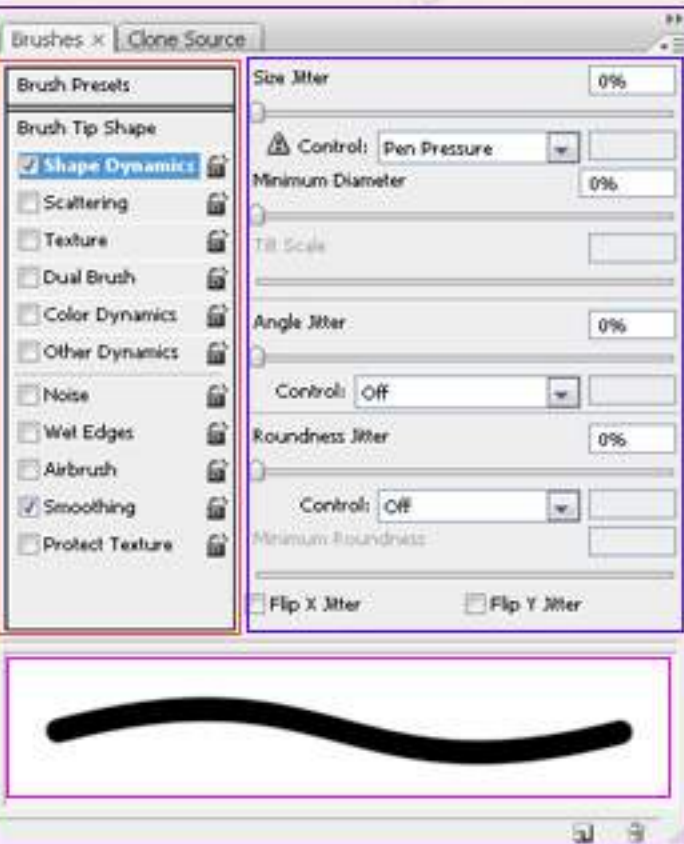 Brushes × Clone Source
Brush Presets
Brush Tip Shape
Shape Dynamics
Scattering
Texture
Dual Brush
Color Dynamics
Other Dynamics
Noise
Wet Edges
Airbrush
Smoothing
Protect Texture
Size Jitter 0%
Control: Pen Pressure
Minimum Diameter 0%
Tilt Scale
Angle Jitter 0%
Control: Off
Roundness Jitter 0%
Control: Off
Minimum Roundness
Flip X Jitter Flip Y Jitter